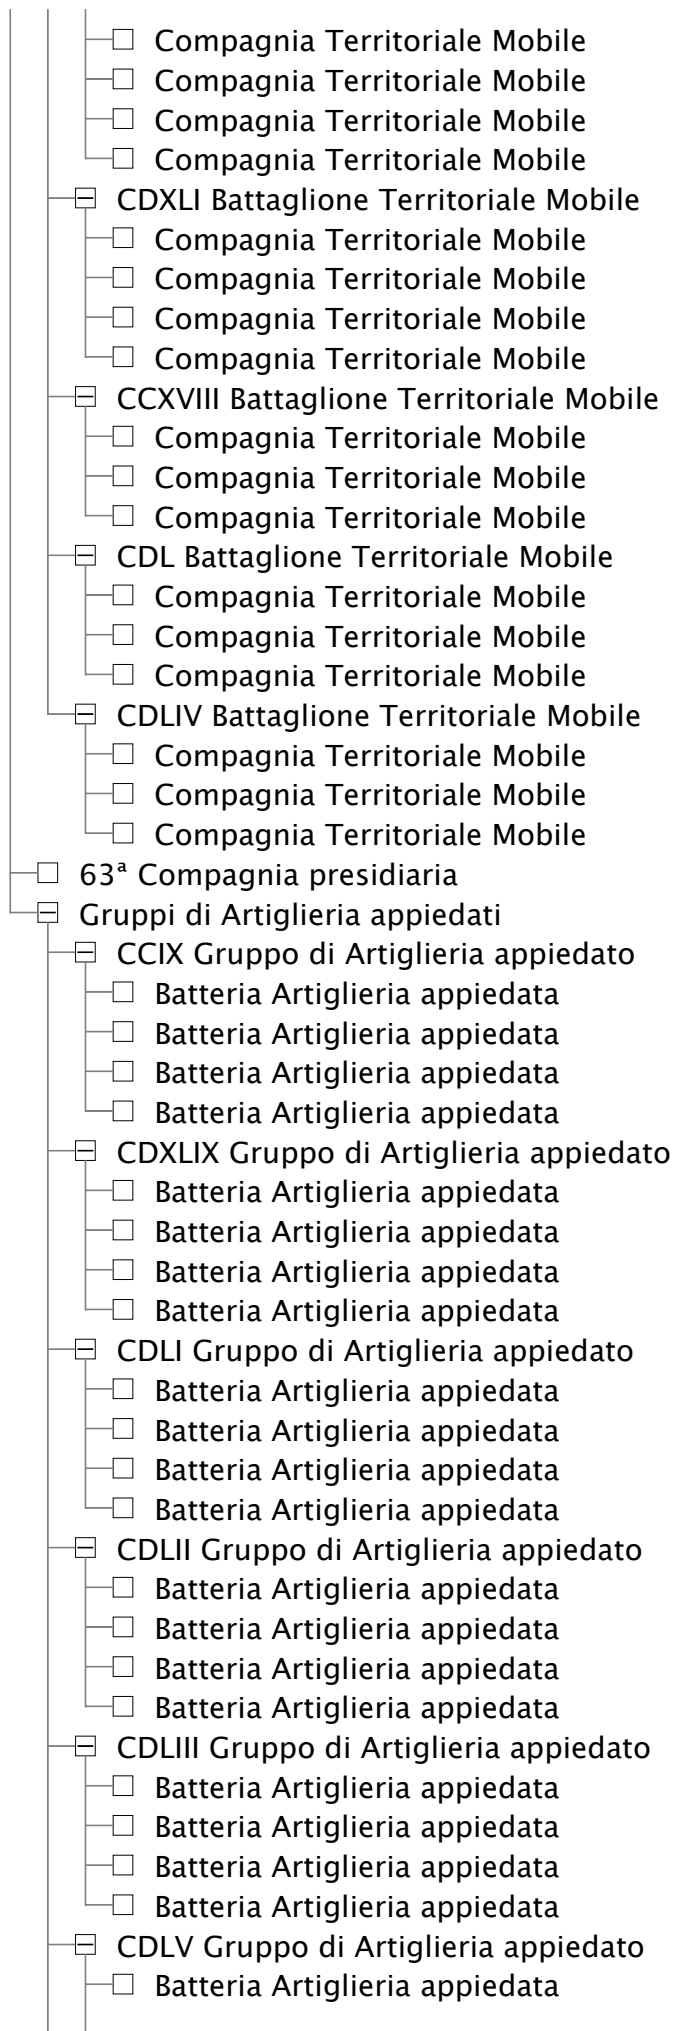 Compagnia Territoriale Mobile
Compagnia Territoriale Mobile
Compagnia Territoriale Mobile
Compagnia Territoriale Mobile
CDXLI Battaglione Territoriale Mobile
Compagnia Territoriale Mobile
Compagnia Territoriale Mobile
Compagnia Territoriale Mobile
Compagnia Territoriale Mobile
CCXVIII Battaglione Territoriale Mobile
Compagnia Territoriale Mobile
Compagnia Territoriale Mobile
Compagnia Territoriale Mobile
CDL Battaglione Territoriale Mobile
Compagnia Territoriale Mobile
Compagnia Territoriale Mobile
Compagnia Territoriale Mobile
CDLIV Battaglione Territoriale Mobile
Compagnia Territoriale Mobile
Compagnia Territoriale Mobile
Compagnia Territoriale Mobile
63ª Compagnia presidiaria
Gruppi di Artiglieria appiedati
CCIX Gruppo di Artiglieria appiedato
Batteria Artiglieria appiedata
Batteria Artiglieria appiedata
Batteria Artiglieria appiedata
Batteria Artiglieria appiedata
CDXLIX Gruppo di Artiglieria appiedato
Batteria Artiglieria appiedata
Batteria Artiglieria appiedata
Batteria Artiglieria appiedata
Batteria Artiglieria appiedata
CDLI Gruppo di Artiglieria appiedato
Batteria Artiglieria appiedata
Batteria Artiglieria appiedata
Batteria Artiglieria appiedata
Batteria Artiglieria appiedata
CDLII Gruppo di Artiglieria appiedato
Batteria Artiglieria appiedata
Batteria Artiglieria appiedata
Batteria Artiglieria appiedata
Batteria Artiglieria appiedata
CDLIII Gruppo di Artiglieria appiedato
Batteria Artiglieria appiedata
Batteria Artiglieria appiedata
Batteria Artiglieria appiedata
Batteria Artiglieria appiedata
CDLV Gruppo di Artiglieria appiedato
Batteria Artiglieria appiedata